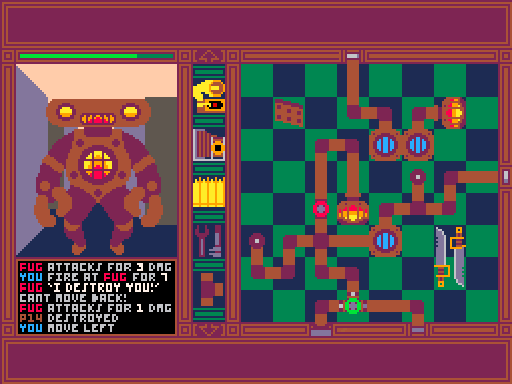 FUG ATTACKS FOR 3 DMG
YOU FIRE AT FUG FOR 7
FUG "I DESTROY YOU!"
CANT MOVE BACK!
FUG ATTACKS FOR 1 DMG
P14 DESTROYED
YOU MOVE LEFT